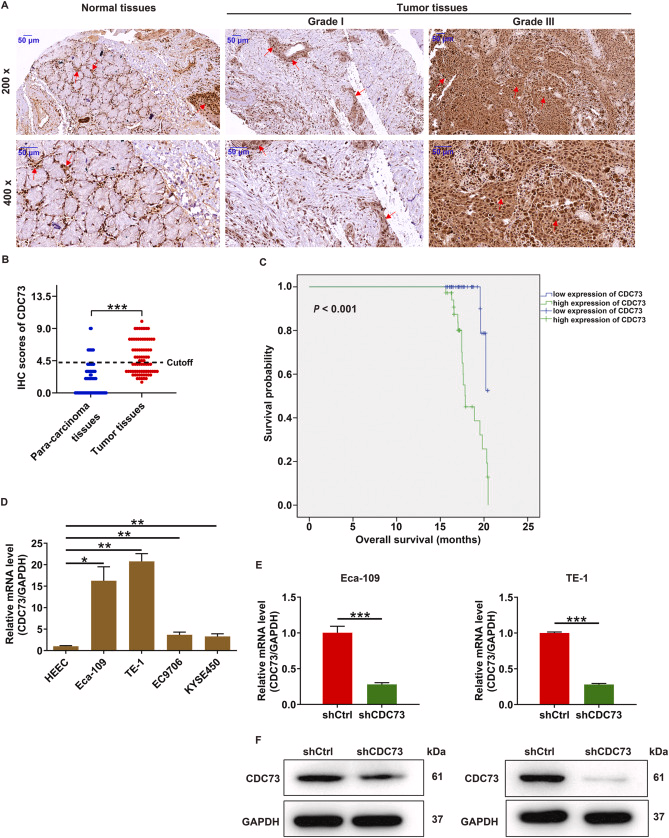 A
Normal tissues
Tumor tissues
Grade I
Grade III
200 x
50 μm
50 μm
50 μm
400 x
50 μm
50 μm
50 μm
B
IHC scores of CDC73
13.5
9.0
4.5
0.0
***
Cutoff
Para-carcinoma
tissues
Tumor tissues
C
Survival probability
1.0
0.8
0.6
0.4
0.2
0.0
P < 0.001
low expression of CDC73
high expression of CDC73
low expression of CDC73
high expression of CDC73
0
5
10
15
20
25
Overall survival (months)
D
Relative mRNA level
(CDC73/GAPDH)
25
20
15
10
5
0
**
**
**
*
HEEC
Eca-109
TE-1
EC9706
KYSE450
E
Eca-109
Relative mRNA level
(CDC73/GAPDH)
1.5
1.0
0.5
0.0
***
shCtrl
shCDC73
TE-1
Relative mRNA level
(CDC73/GAPDH)
1.5
1.0
0.5
0.0
***
shCtrl
shCDC73
F
shCtrl shCDC73 kDa
CDC73 61
GAPDH 37
shCtrl shCDC73 kDa
CDC73 61
GAPDH 37